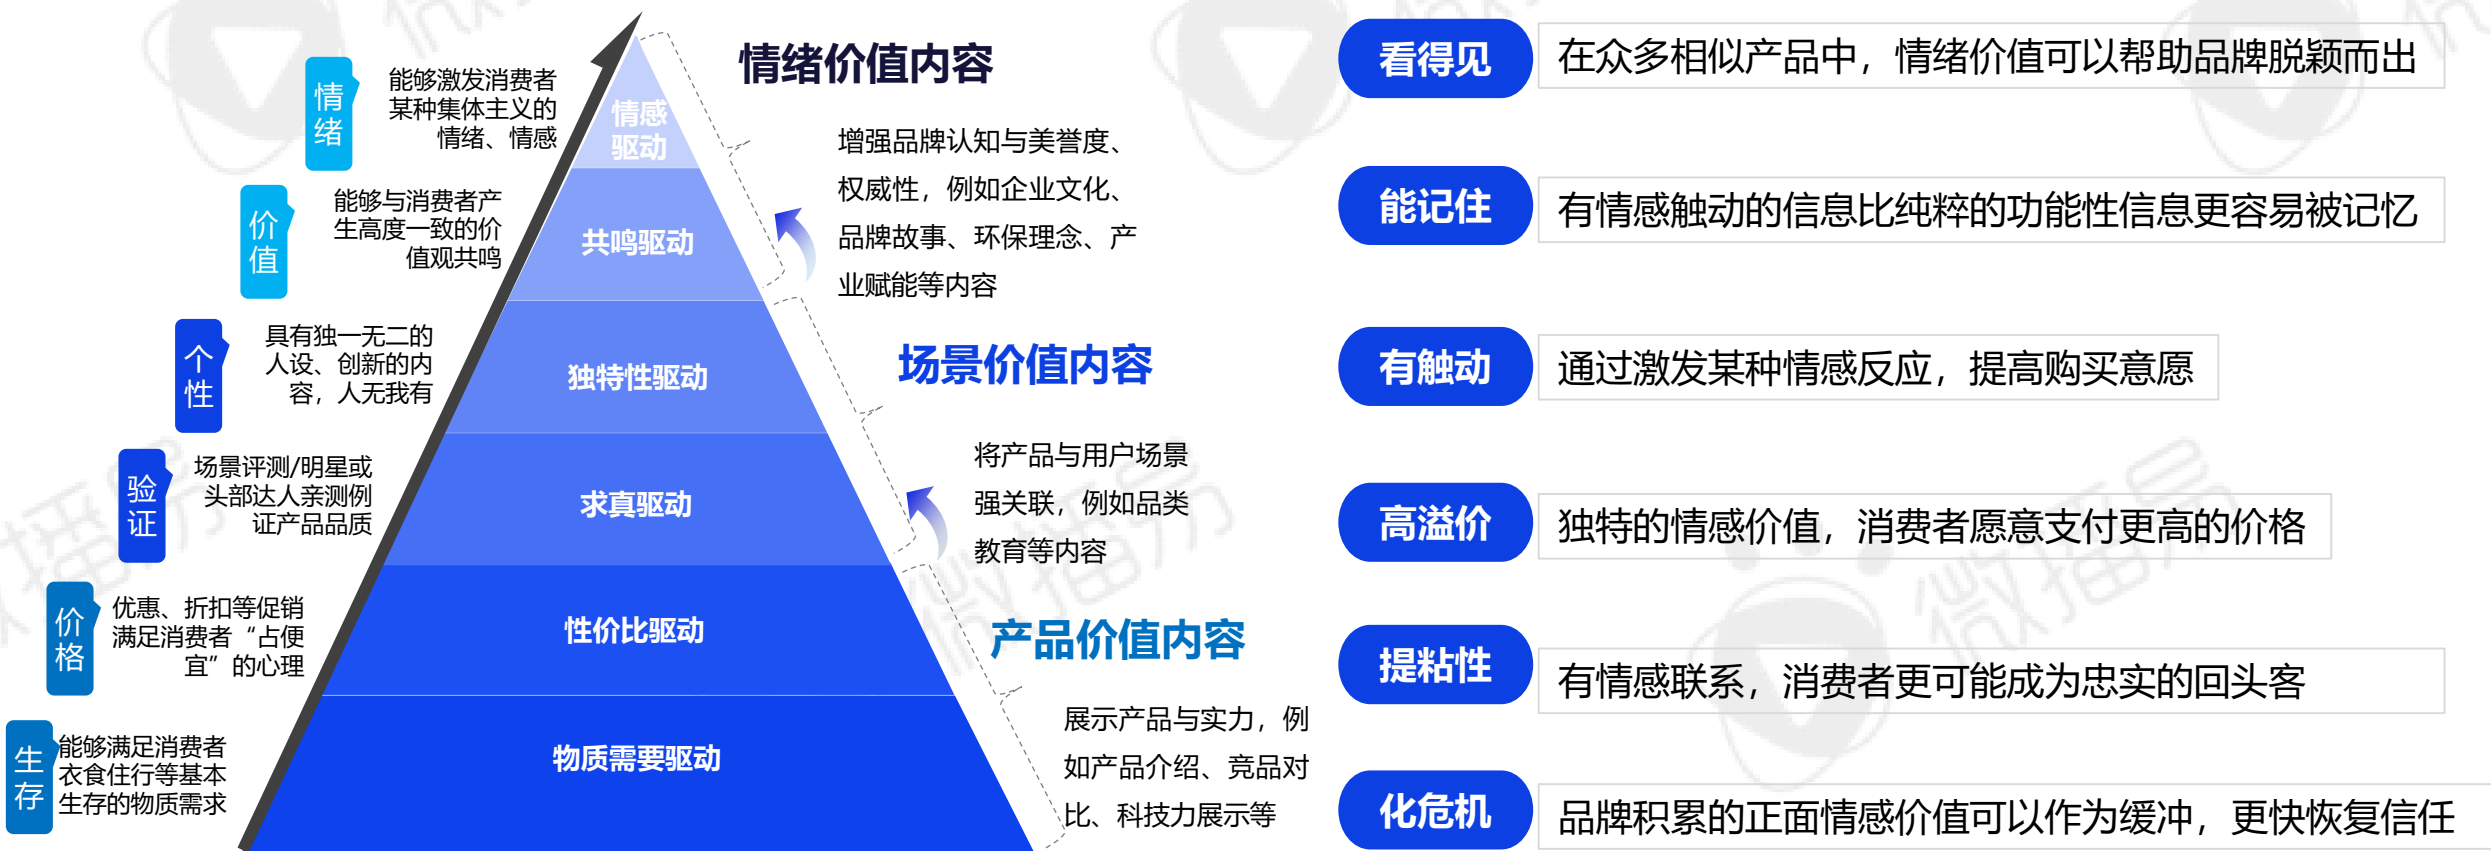 情绪
能够激发消费者
某种集体主义的
情绪、情感
价值
能够与消费者产
生高度一致的价
值观共鸣
个性
具有独一无二的
人设、创新的内
容，人无我有
验证
场景评测/明星或
头部达人亲测例
证产品品质
价格
优惠、折扣等促销
满足消费者“占便
宜”的心理
生存
能够满足消费者
衣食住行等基本
生存的物质需求
情感
驱动
共鸣驱动
独特性驱动
求真驱动
性价比驱动
物质需要驱动
情绪价值内容
增强品牌认知与美誉度、
权威性，例如企业文化、
品牌故事、环保理念、产
业赋能等内容
场景价值内容
将产品与用户场景
强关联，例如品类
教育等内容
产品价值内容
展示产品与实力，例
如产品介绍、竞品对
比、科技力展示等
看得见
在众多相似产品中，情绪价值可以帮助品牌脱颖而出
能记住
有情感触动的信息比纯粹的功能性信息更容易被记忆
有触动
通过激发某种情感反应，提高购买意愿
高溢价
独特的情感价值，消费者愿意支付更高的价格
提粘性
有情感联系，消费者更可能成为忠实的回头客
化危机
品牌积累的正面情感价值可以作为缓冲，更快恢复信任
微播易
微播易